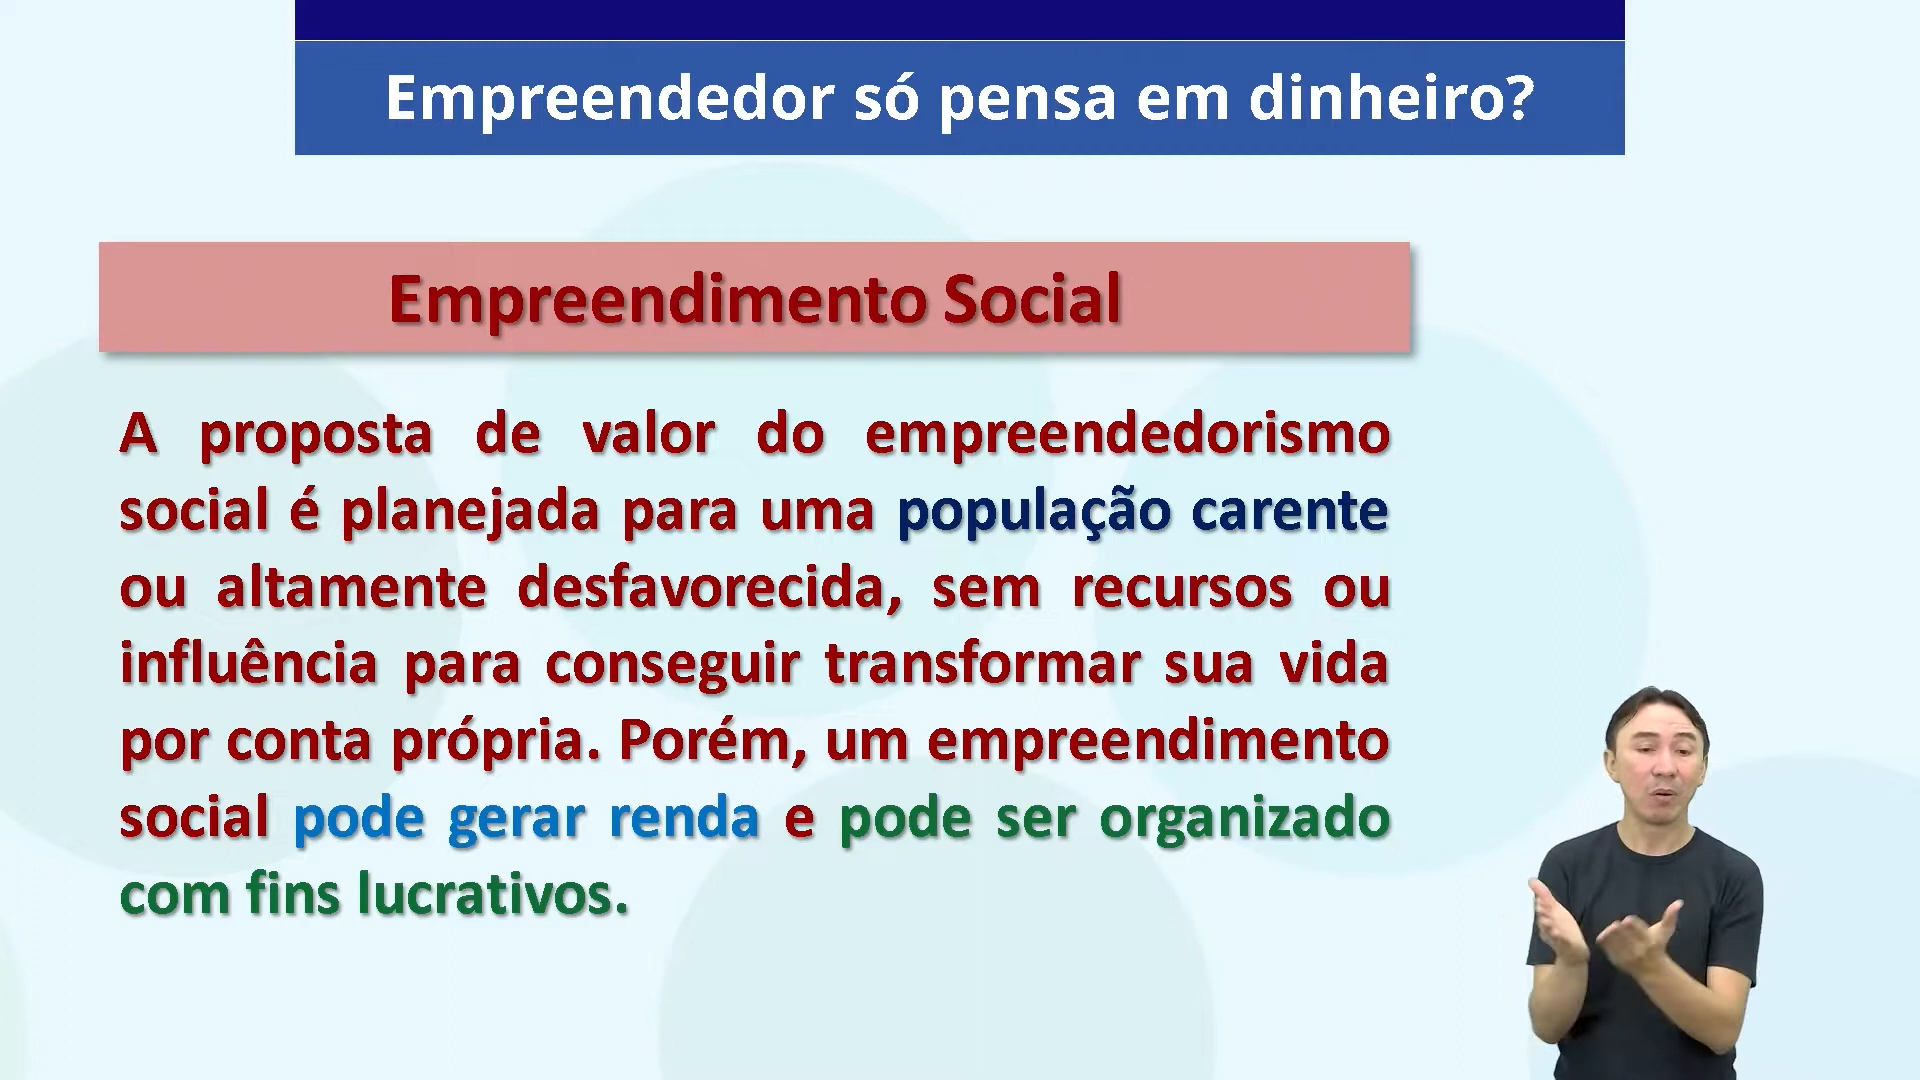 Empreendedor só pensa em dinheiro?
Empreendimento Social
A proposta de valor do empreendedorismo
social é planejada para uma população carente
ou altamente desfavorecida, sem recursos ou
influência para conseguir transformar sua vida
por conta própria. Porém, um empreendimento
social pode gerar renda e pode ser organizado
com fins lucrativos.